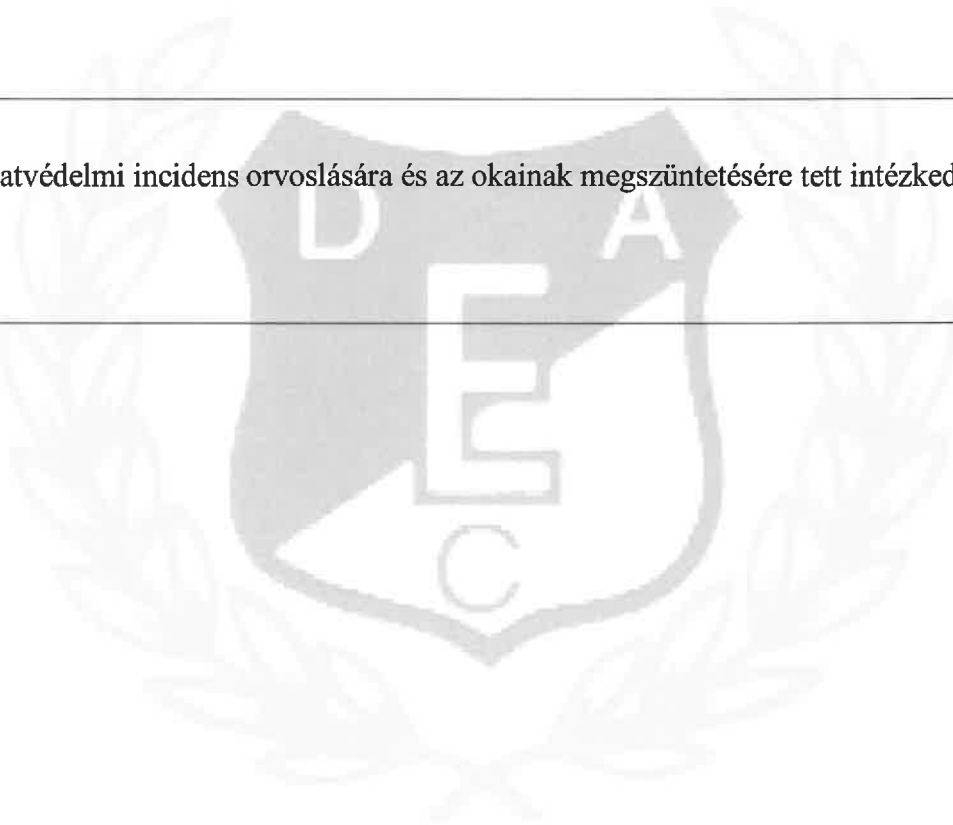 atvédelmi incidens orvoslására és az okainak megszüntetésére tett intézked
D A
E
C